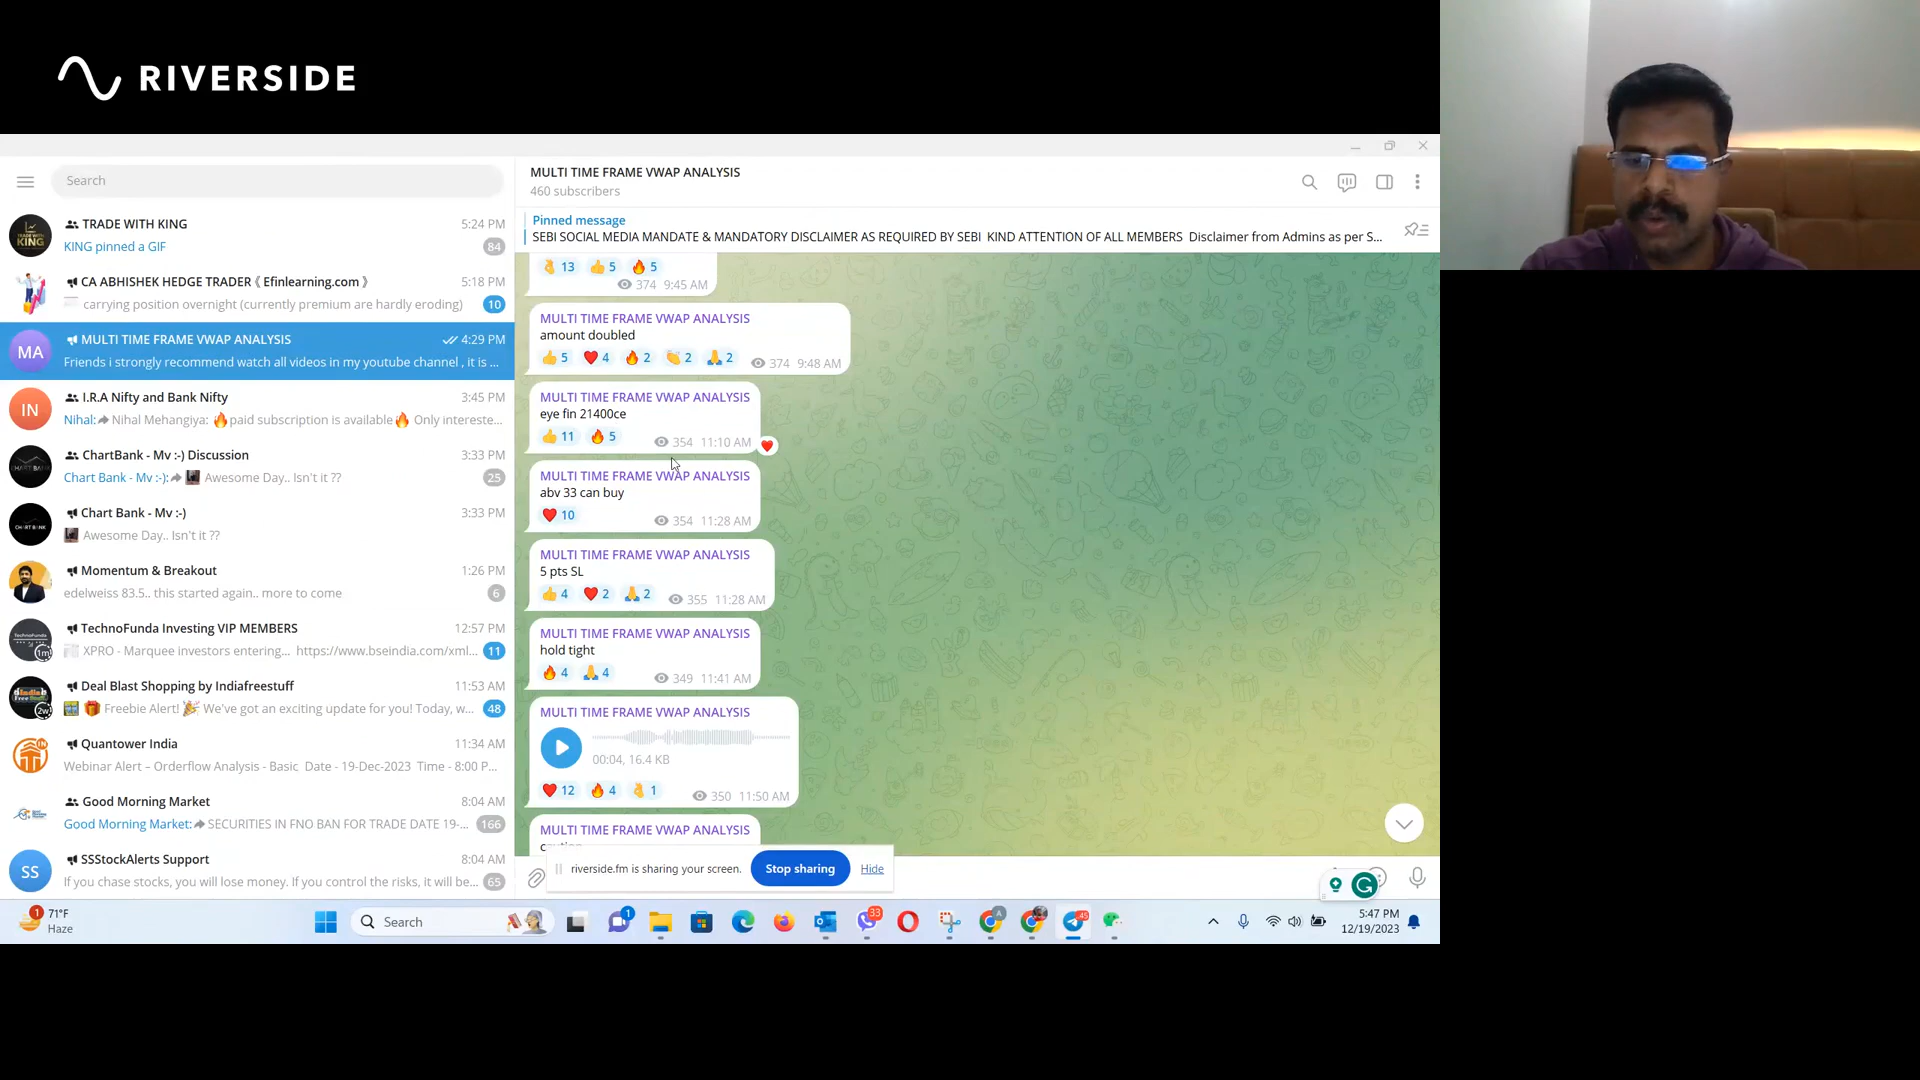 RIVERSIDE
Search
TRADE WITH KING
5:24 PM
KING pinned a GIF
84
CA ABHISHEK HEDGE TRADER《 Efinlearning.com 》
5:18 PM
carrying position overnight (currently premium are hardly eroding)
10
MA
MULTI TIME FRAME VWAP ANALYSIS
4:29 PM
Friends i strongly recommend watch all videos in my youtube channel , it is ...
IN
I.R.A Nifty and Bank Nifty
3:45 PM
Nihal: Nihal Mehangiya: 🔥paid subscription is available🔥 Only intereste...
ChartBank - Mv :-) Discussion
3:33 PM
Chart Bank - Mv :-): Awesome Day.. Isn't it ??
25
Chart Bank - Mv :-)
3:33 PM
Awesome Day.. Isn't it ??
Momentum & Breakout
1:26 PM
edelweiss 83.5.. this started again.. more to come
6
TechnoFunda Investing VIP MEMBERS
12:57 PM
1m
XPRO - Marquee investors entering... https://www.bseindia.com/xml...
11
Deal Blast Shopping by Indiafreestuff
11:53 AM
2w
🎁 Freebie Alert! 🎉 We've got an exciting update for you! Today, w...
48
Quantower India
11:34 AM
Webinar Alert – Orderflow Analysis - Basic Date - 19-Dec-2023 Time - 8:00 P...
Good Morning Market
8:04 AM
Good Morning Market: SECURITIES IN FNO BAN FOR TRADE DATE 19-...
166
SS
SSStockAlerts Support
8:04 AM
If you chase stocks, you will lose money. If you control the risks, it will be...
65
MULTI TIME FRAME VWAP ANALYSIS
460 subscribers
Pinned message
SEBI SOCIAL MEDIA MANDATE & MANDATORY DISCLAIMER AS REQUIRED BY SEBI KIND ATTENTION OF ALL MEMBERS Disclaimer from Admins as per S...
13 5 5
374 9:45 AM
MULTI TIME FRAME VWAP ANALYSIS
amount doubled
5 4 2 2 2
374 9:48 AM
MULTI TIME FRAME VWAP ANALYSIS
eye fin 21400ce
11 5
354 11:10 AM
MULTI TIME FRAME VWAP ANALYSIS
abv 33 can buy
10
354 11:28 AM
MULTI TIME FRAME VWAP ANALYSIS
5 pts SL
4 2 2
355 11:28 AM
MULTI TIME FRAME VWAP ANALYSIS
hold tight
4 4
349 11:41 AM
MULTI TIME FRAME VWAP ANALYSIS
00:04, 16.4 KB
12 4 1
350 11:50 AM
MULTI TIME FRAME VWAP ANALYSIS
riverside.fm is sharing your screen.
Stop sharing
Hide
1
71°F
Haze
Search
1
33
45
5:47 PM
12/19/2023